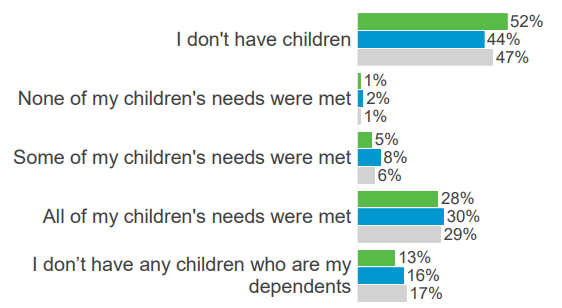 52%
I don't have children 44%
47%
1%
None of my children's needs were met 2%
1%
5%
Some of my children's needs were met 8%
6%
28%
All of my children's needs were met 30%
29%
I don’t have any children who are my 13%
dependents 16%
17%